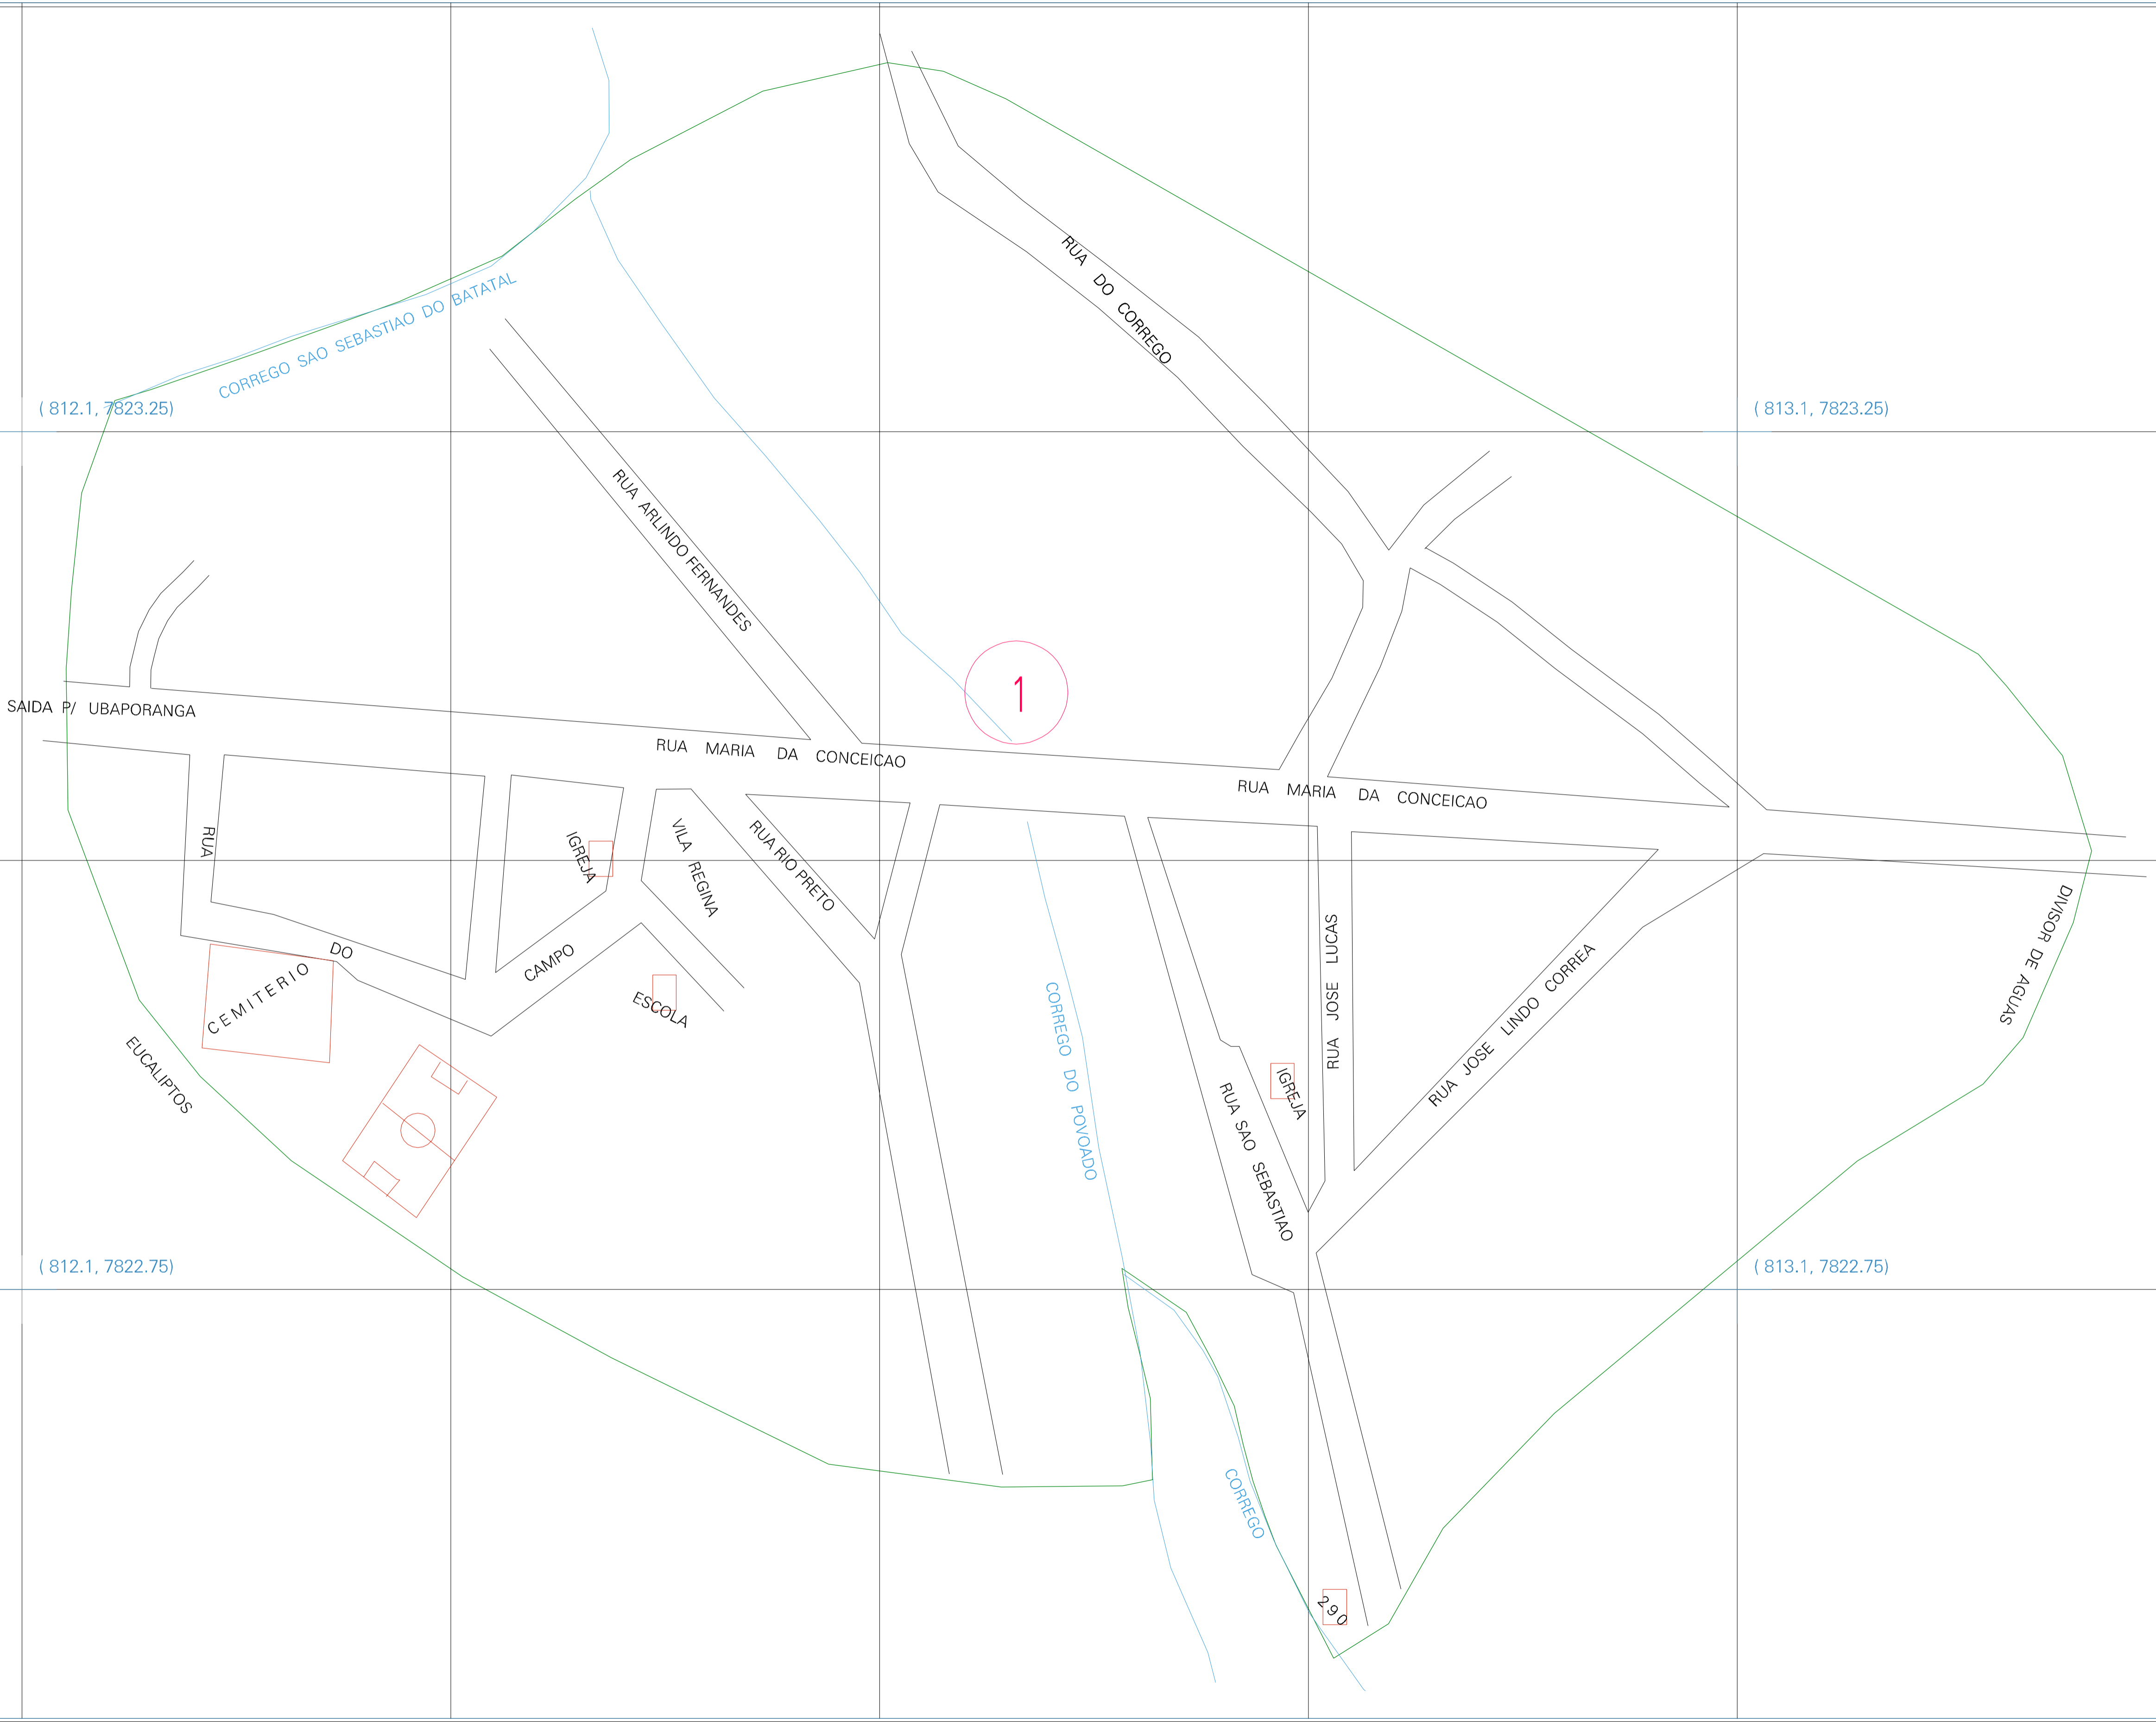 RUA DO CORREGO
CORREGO SAO SEBASTIAO DO BATATAL
( 812.1, 7823.25)
( 813.1, 7823.25)
RUA ARLINDO FERNANDES
1
SAIDA P/ UBAPORANGA
RUA MARIA DA CONCEICAO
RUA MARIA DA CONCEICAO
RUA DO CAMPO
IGREJA
VILA REGINA
RUA RIO PRETO
CEMITERIO
ESCOLA
EUCALIPTOS
CORREGO DO POVOADO
RUA SAO SEBASTIAO
IGREJA
RUA JOSE LUCAS
RUA JOSE LINDO CORREA
DIVISOR DE AGUAS
( 812.1, 7822.75)
( 813.1, 7822.75)
CORREGO
290